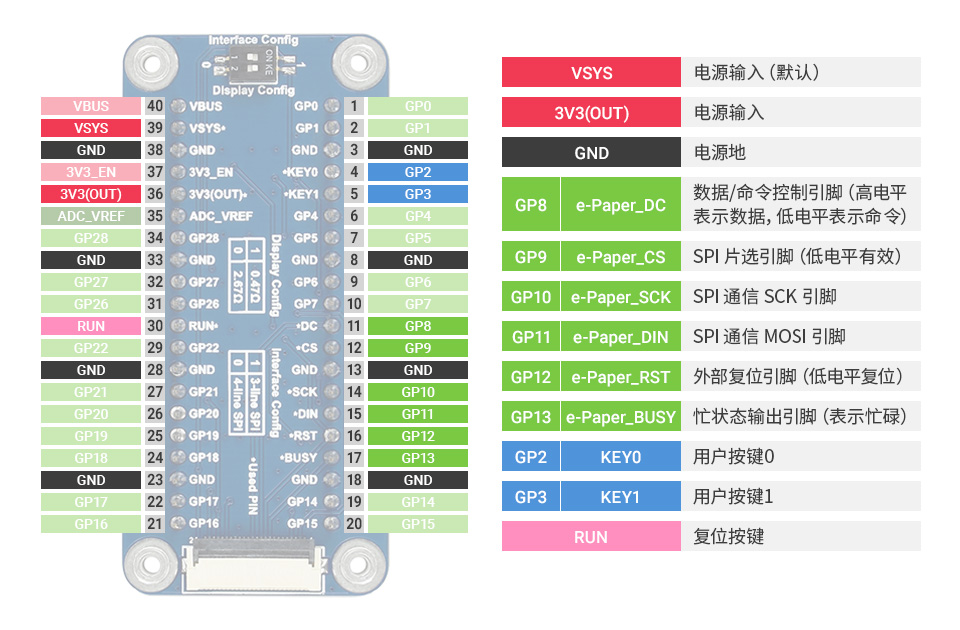 Interface Config
0 1 2 ON KE 1
Display Config
VBUS 40 VBUS GP0 1 GP0
VSYS 39 VSYS• GP1 2 GP1
GND 38 GND GND 3 GND
3V3_EN 37 3V3_EN •KEY0 4 GP2
3V3(OUT) 36 3V3(OUT)• •KEY1 5 GP3
ADC_VREF 35 ADC_VREF GP4 6 GP4
GP28 34 GP28 GP5 7 GP5
GND 33 GND GND 8 GND
GP27 32 GP27 GP6 9 GP6
GP26 31 GP26 GP7 10 GP7
RUN 30 RUN• •DC 11 GP8
GP22 29 GP22 •CS 12 GP9
GND 28 GND GND 13 GND
GP21 27 GP21 •SCK 14 GP10
GP20 26 GP20 •DIN 15 GP11
GP19 25 GP19 •RST 16 GP12
GP18 24 GP18 •BUSY 17 GP13
GND 23 GND GND 18 GND
GP17 22 GP17 GP14 19 GP14
GP16 21 GP16 GP15 20 GP15
Display Config
1 0.47Ω
0 2.67Ω
Interface Config
1 3-line SPI
0 4-line SPI
•Used PIN
VSYS 电源输入（默认）
3V3(OUT) 电源输入
GND 电源地
GP8 e-Paper_DC 数据/命令控制引脚（高电平
表示数据，低电平表示命令）
GP9 e-Paper_CS SPI 片选引脚（低电平有效）
GP10 e-Paper_SCK SPI 通信 SCK 引脚
GP11 e-Paper_DIN SPI 通信 MOSI 引脚
GP12 e-Paper_RST 外部复位引脚（低电平复位）
GP13 e-Paper_BUSY 忙状态输出引脚（表示忙碌）
GP2 KEY0 用户按键0
GP3 KEY1 用户按键1
RUN 复位按键